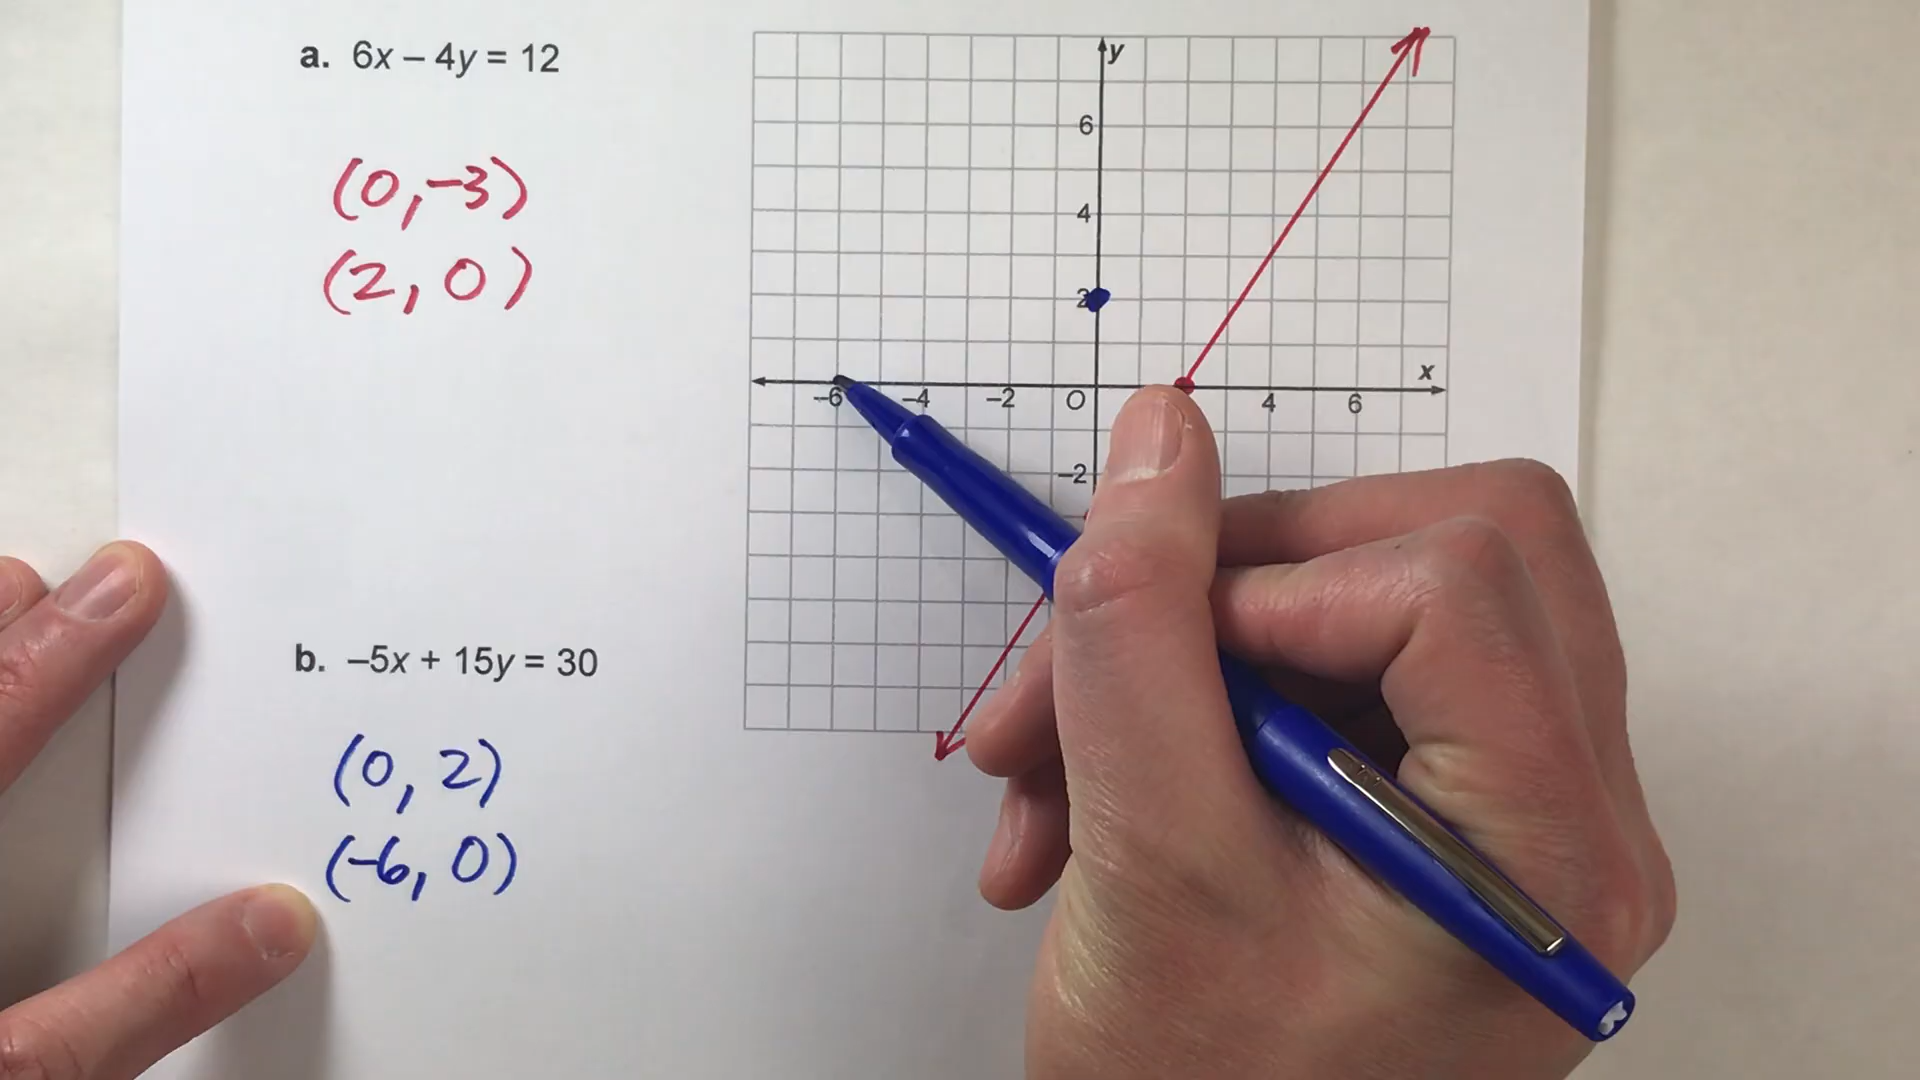 a. 6x – 4y = 12
(0,-3)
(2, 0)
b. –5x + 15y = 30
(0, 2)
(-6, 0)
y
6
4
2
–6 –4 –2 O 4 6 x
–2